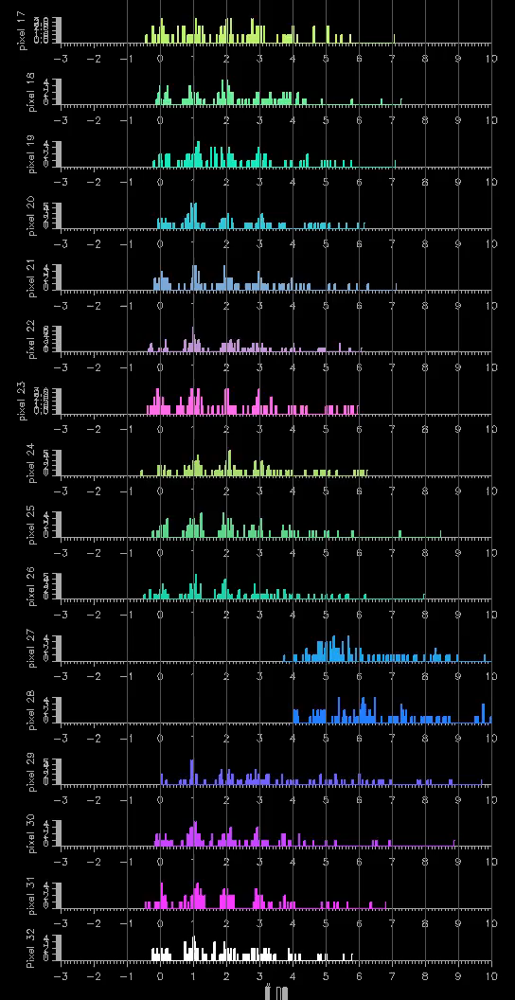 pixel 17
-3 -2 -1 0 1 2 3 4 5 6 7 8 9 10
pixel 18
-3 -2 -1 0 1 2 3 4 5 6 7 8 9 10
pixel 19
-3 -2 -1 0 1 2 3 4 5 6 7 8 9 10
pixel 20
-3 -2 -1 0 1 2 3 4 5 6 7 8 9 10
pixel 21
-3 -2 -1 0 1 2 3 4 5 6 7 8 9 10
pixel 22
-3 -2 -1 0 1 2 3 4 5 6 7 8 9 10
pixel 23
-3 -2 -1 0 1 2 3 4 5 6 7 8 9 10
pixel 24
-3 -2 -1 0 1 2 3 4 5 6 7 8 9 10
pixel 25
-3 -2 -1 0 1 2 3 4 5 6 7 8 9 10
pixel 26
-3 -2 -1 0 1 2 3 4 5 6 7 8 9 10
pixel 27
-3 -2 -1 0 1 2 3 4 5 6 7 8 9 10
pixel 28
-3 -2 -1 0 1 2 3 4 5 6 7 8 9 10
pixel 29
-3 -2 -1 0 1 2 3 4 5 6 7 8 9 10
pixel 30
-3 -2 -1 0 1 2 3 4 5 6 7 8 9 10
pixel 31
-3 -2 -1 0 1 2 3 4 5 6 7 8 9 10
pixel 32
-3 -2 -1 0 1 2 3 4 5 6 7 8 9 10